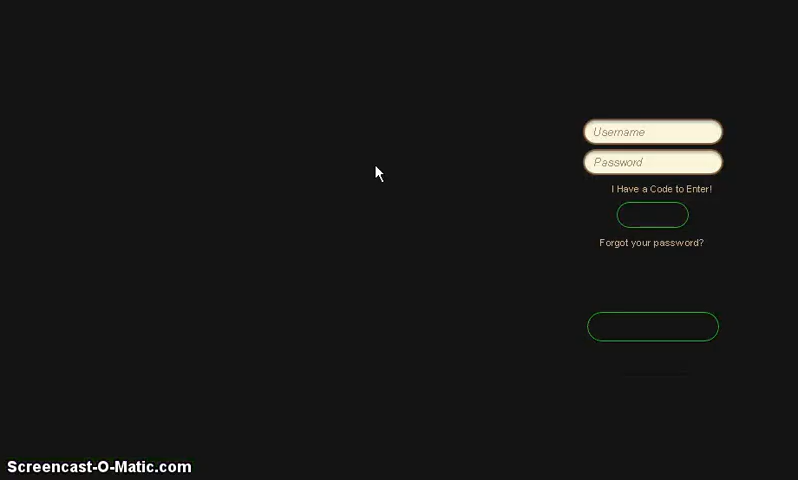 Username
Password
I Have a Code to Enter!
Forgot your password?
Screencast-O-Matic.com